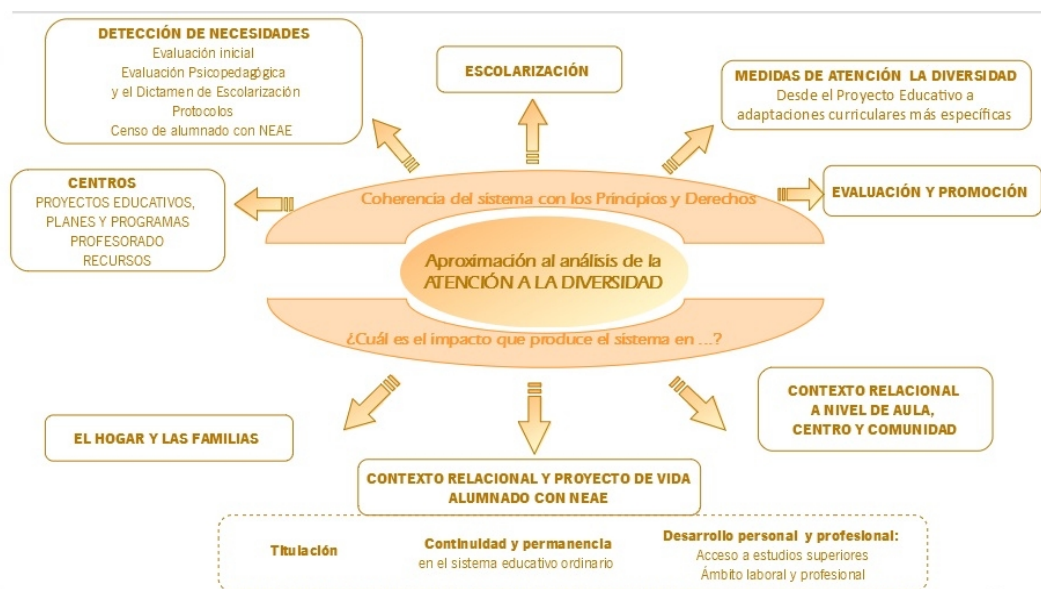 DETECCIÓN DE NECESIDADES
Evaluación inicial
Evaluación Psicopedagógica
y el Dictamen de Escolarización
Protocolos
Censo de alumnado con NEAE
ESCOLARIZACIÓN
MEDIDAS DE ATENCIÓN LA DIVERSIDAD
Desde el Proyecto Educativo a
adaptaciones curriculares más específicas
CENTROS
PROYECTOS EDUCATIVOS,
PLANES Y PROGRAMAS
PROFESORADO
RECURSOS
Coherencia del sistema con los Principios y Derechos
EVALUACIÓN Y PROMOCIÓN
Aproximación al análisis de la
ATENCIÓN A LA DIVERSIDAD
¿Cuál es el impacto que produce el sistema en ...?
EL HOGAR Y LAS FAMILIAS
CONTEXTO RELACIONAL
A NIVEL DE AULA,
CENTRO Y COMUNIDAD
CONTEXTO RELACIONAL Y PROYECTO DE VIDA
ALUMNADO CON NEAE
Titulación
Continuidad y permanencia
en el sistema educativo ordinario
Desarrollo personal y profesional:
Acceso a estudios superiores
Ámbito laboral y profesional